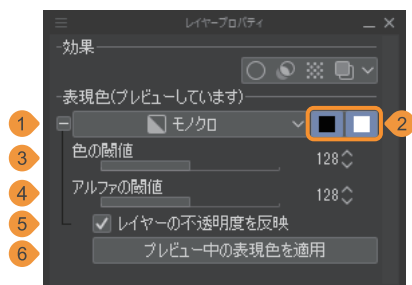 レイヤープロパティ
効果
表現色(プレビューしています)
1 モノクロ 2
3 色の閾値 128
4 アルファの閾値 128
5 レイヤーの不透明度を反映
6 プレビュー中の表現色を適用